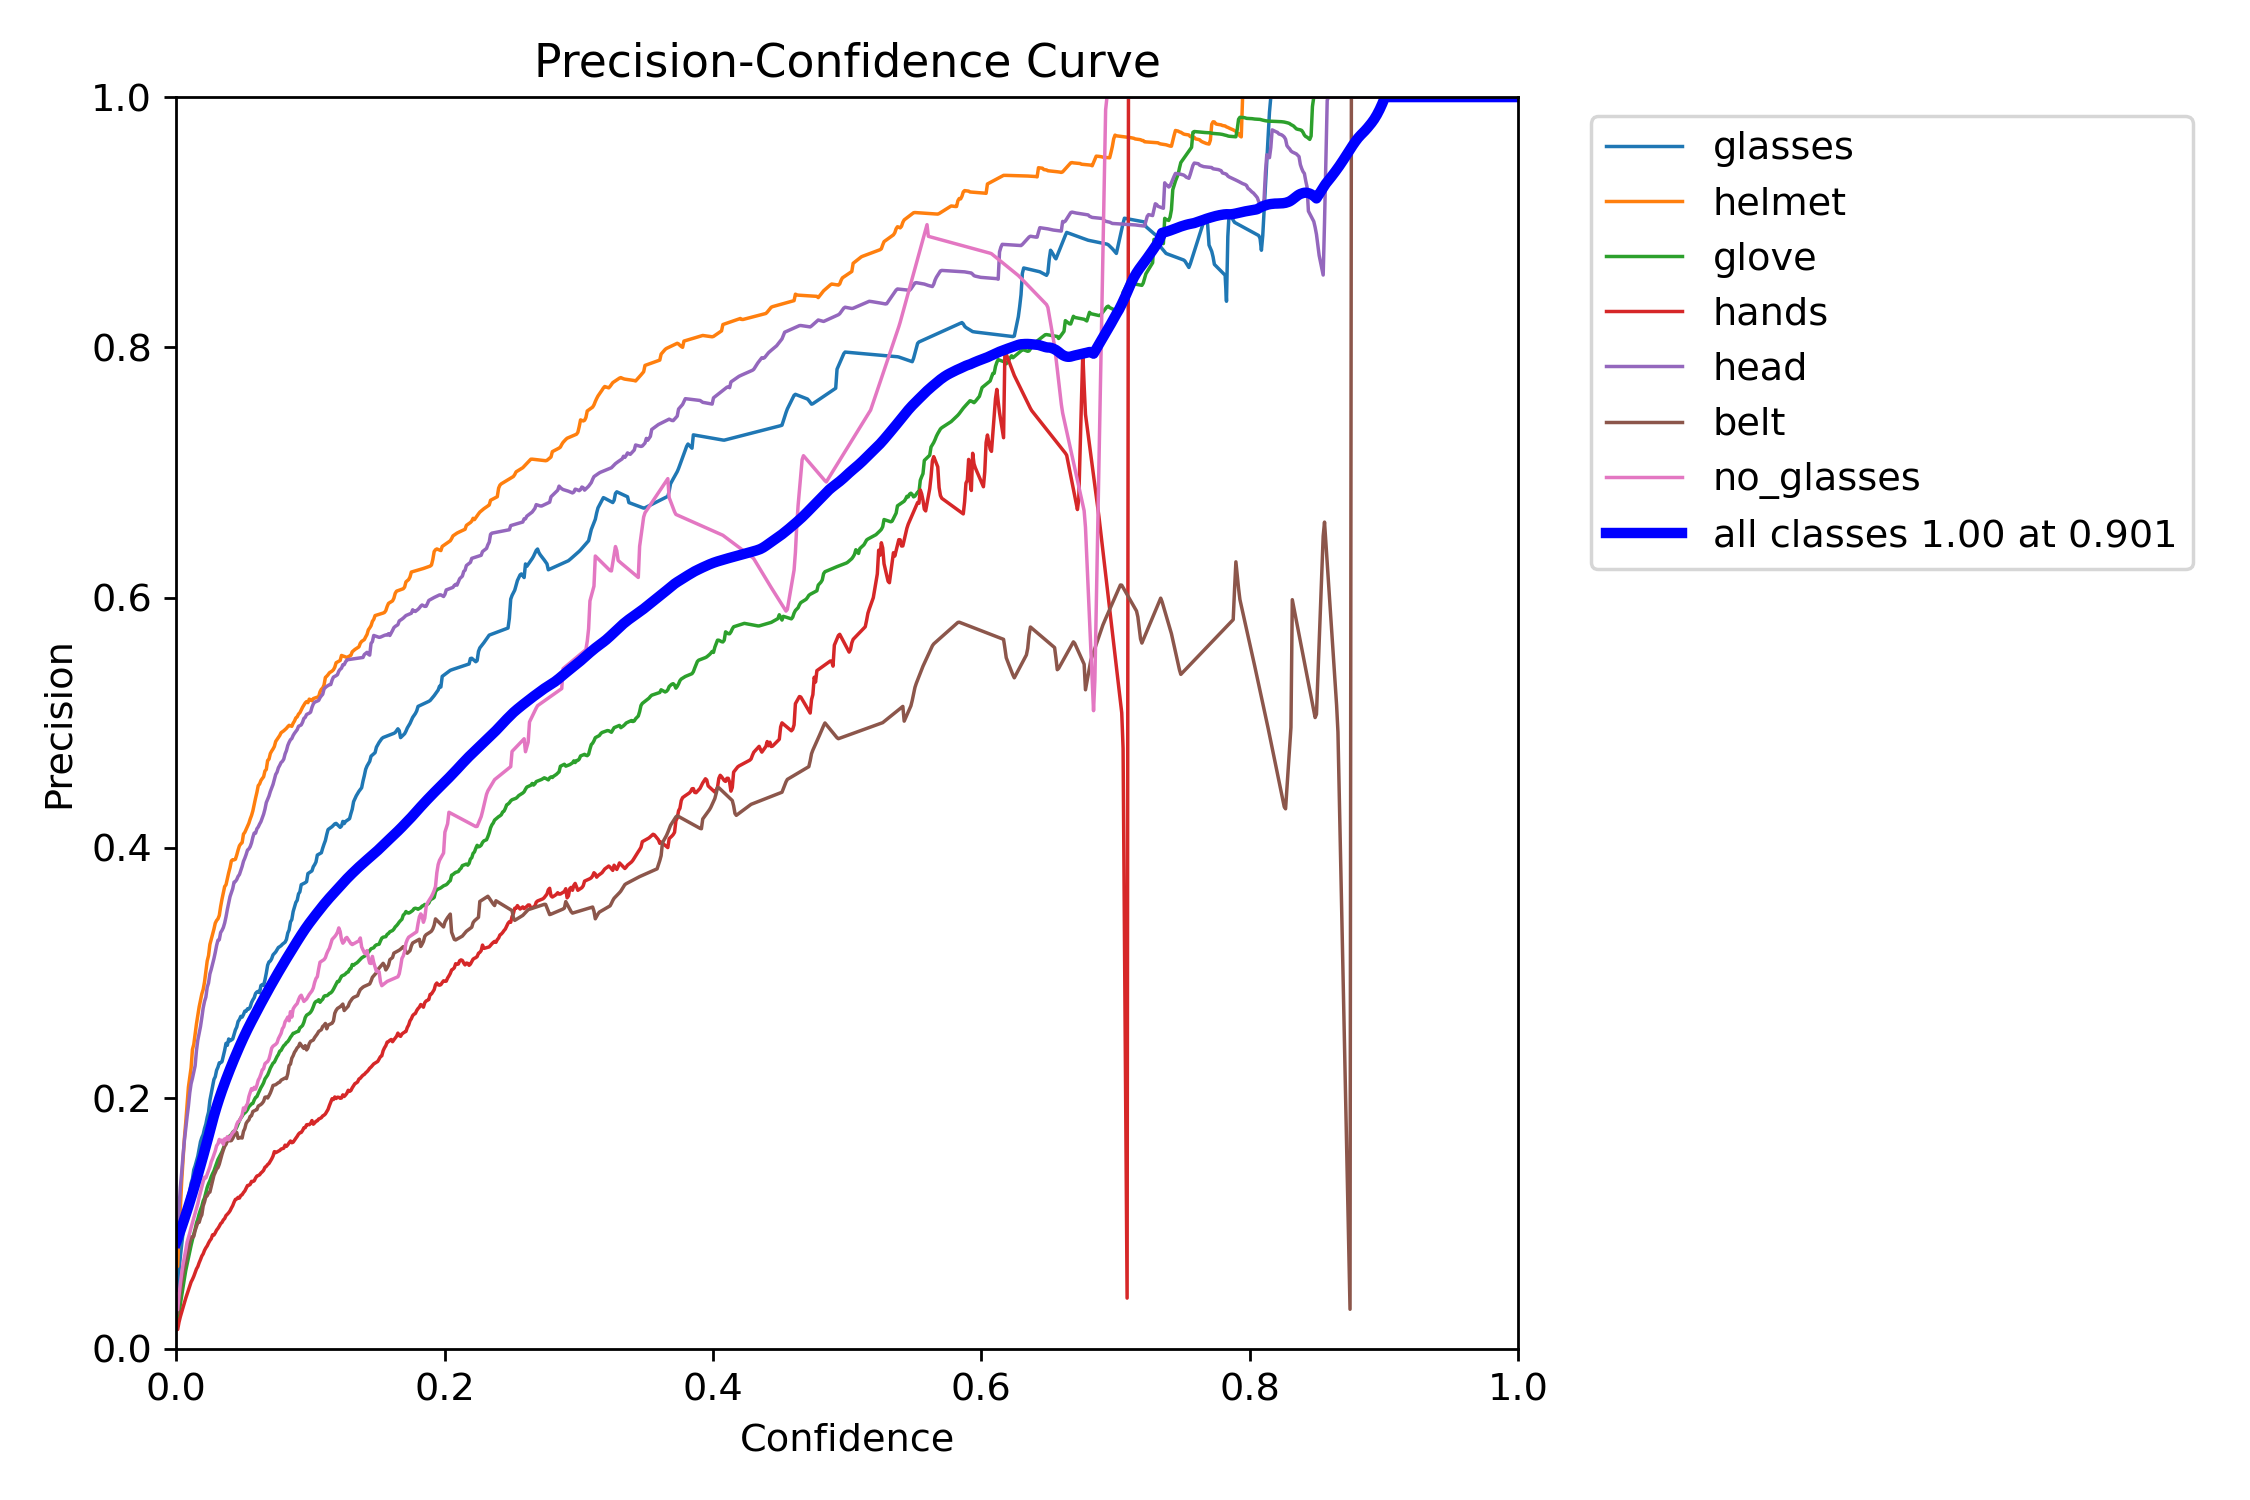 Precision-Confidence Curve
1.0
0.8
0.6
0.4
0.2
0.0
Precision
0.0 0.2 0.4 0.6 0.8 1.0
Confidence
glasses
helmet
glove
hands
head
belt
no_glasses
all classes 1.00 at 0.901